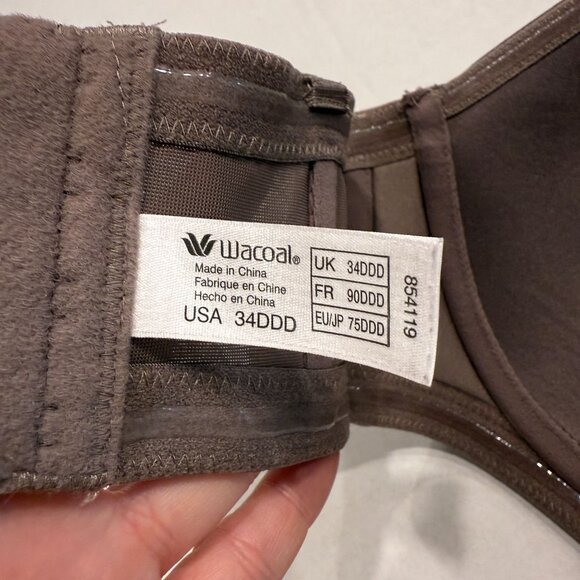 Wacoal®
Made in China
Fabrique en Chine
Hecho en China
USA 34DDD
UK 34DDD
FR 90DDD
EU/JP 75DDD
854119